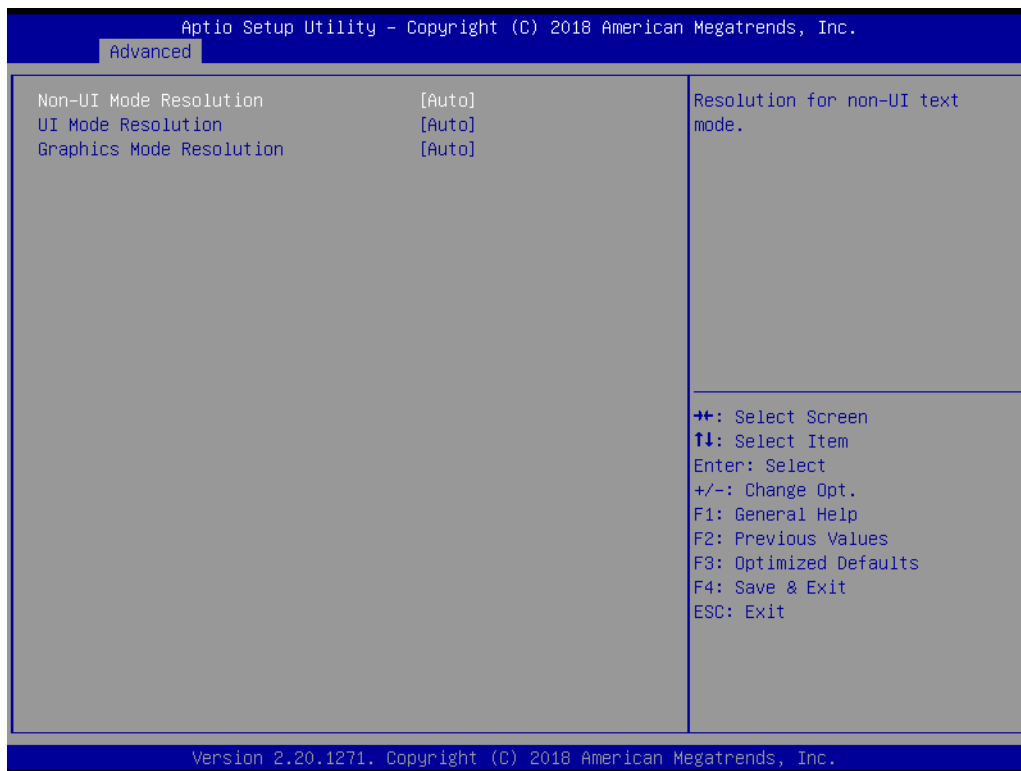 Aptio Setup Utility – Copyright (C) 2018 American Megatrends, Inc.
Advanced
Non-UI Mode Resolution [Auto]
UI Mode Resolution [Auto]
Graphics Mode Resolution [Auto]
Resolution for non-UI text
mode.
→←: Select Screen
↑↓: Select Item
Enter: Select
+/-: Change Opt.
F1: General Help
F2: Previous Values
F3: Optimized Defaults
F4: Save & Exit
ESC: Exit
Version 2.20.1271. Copyright (C) 2018 American Megatrends, Inc.